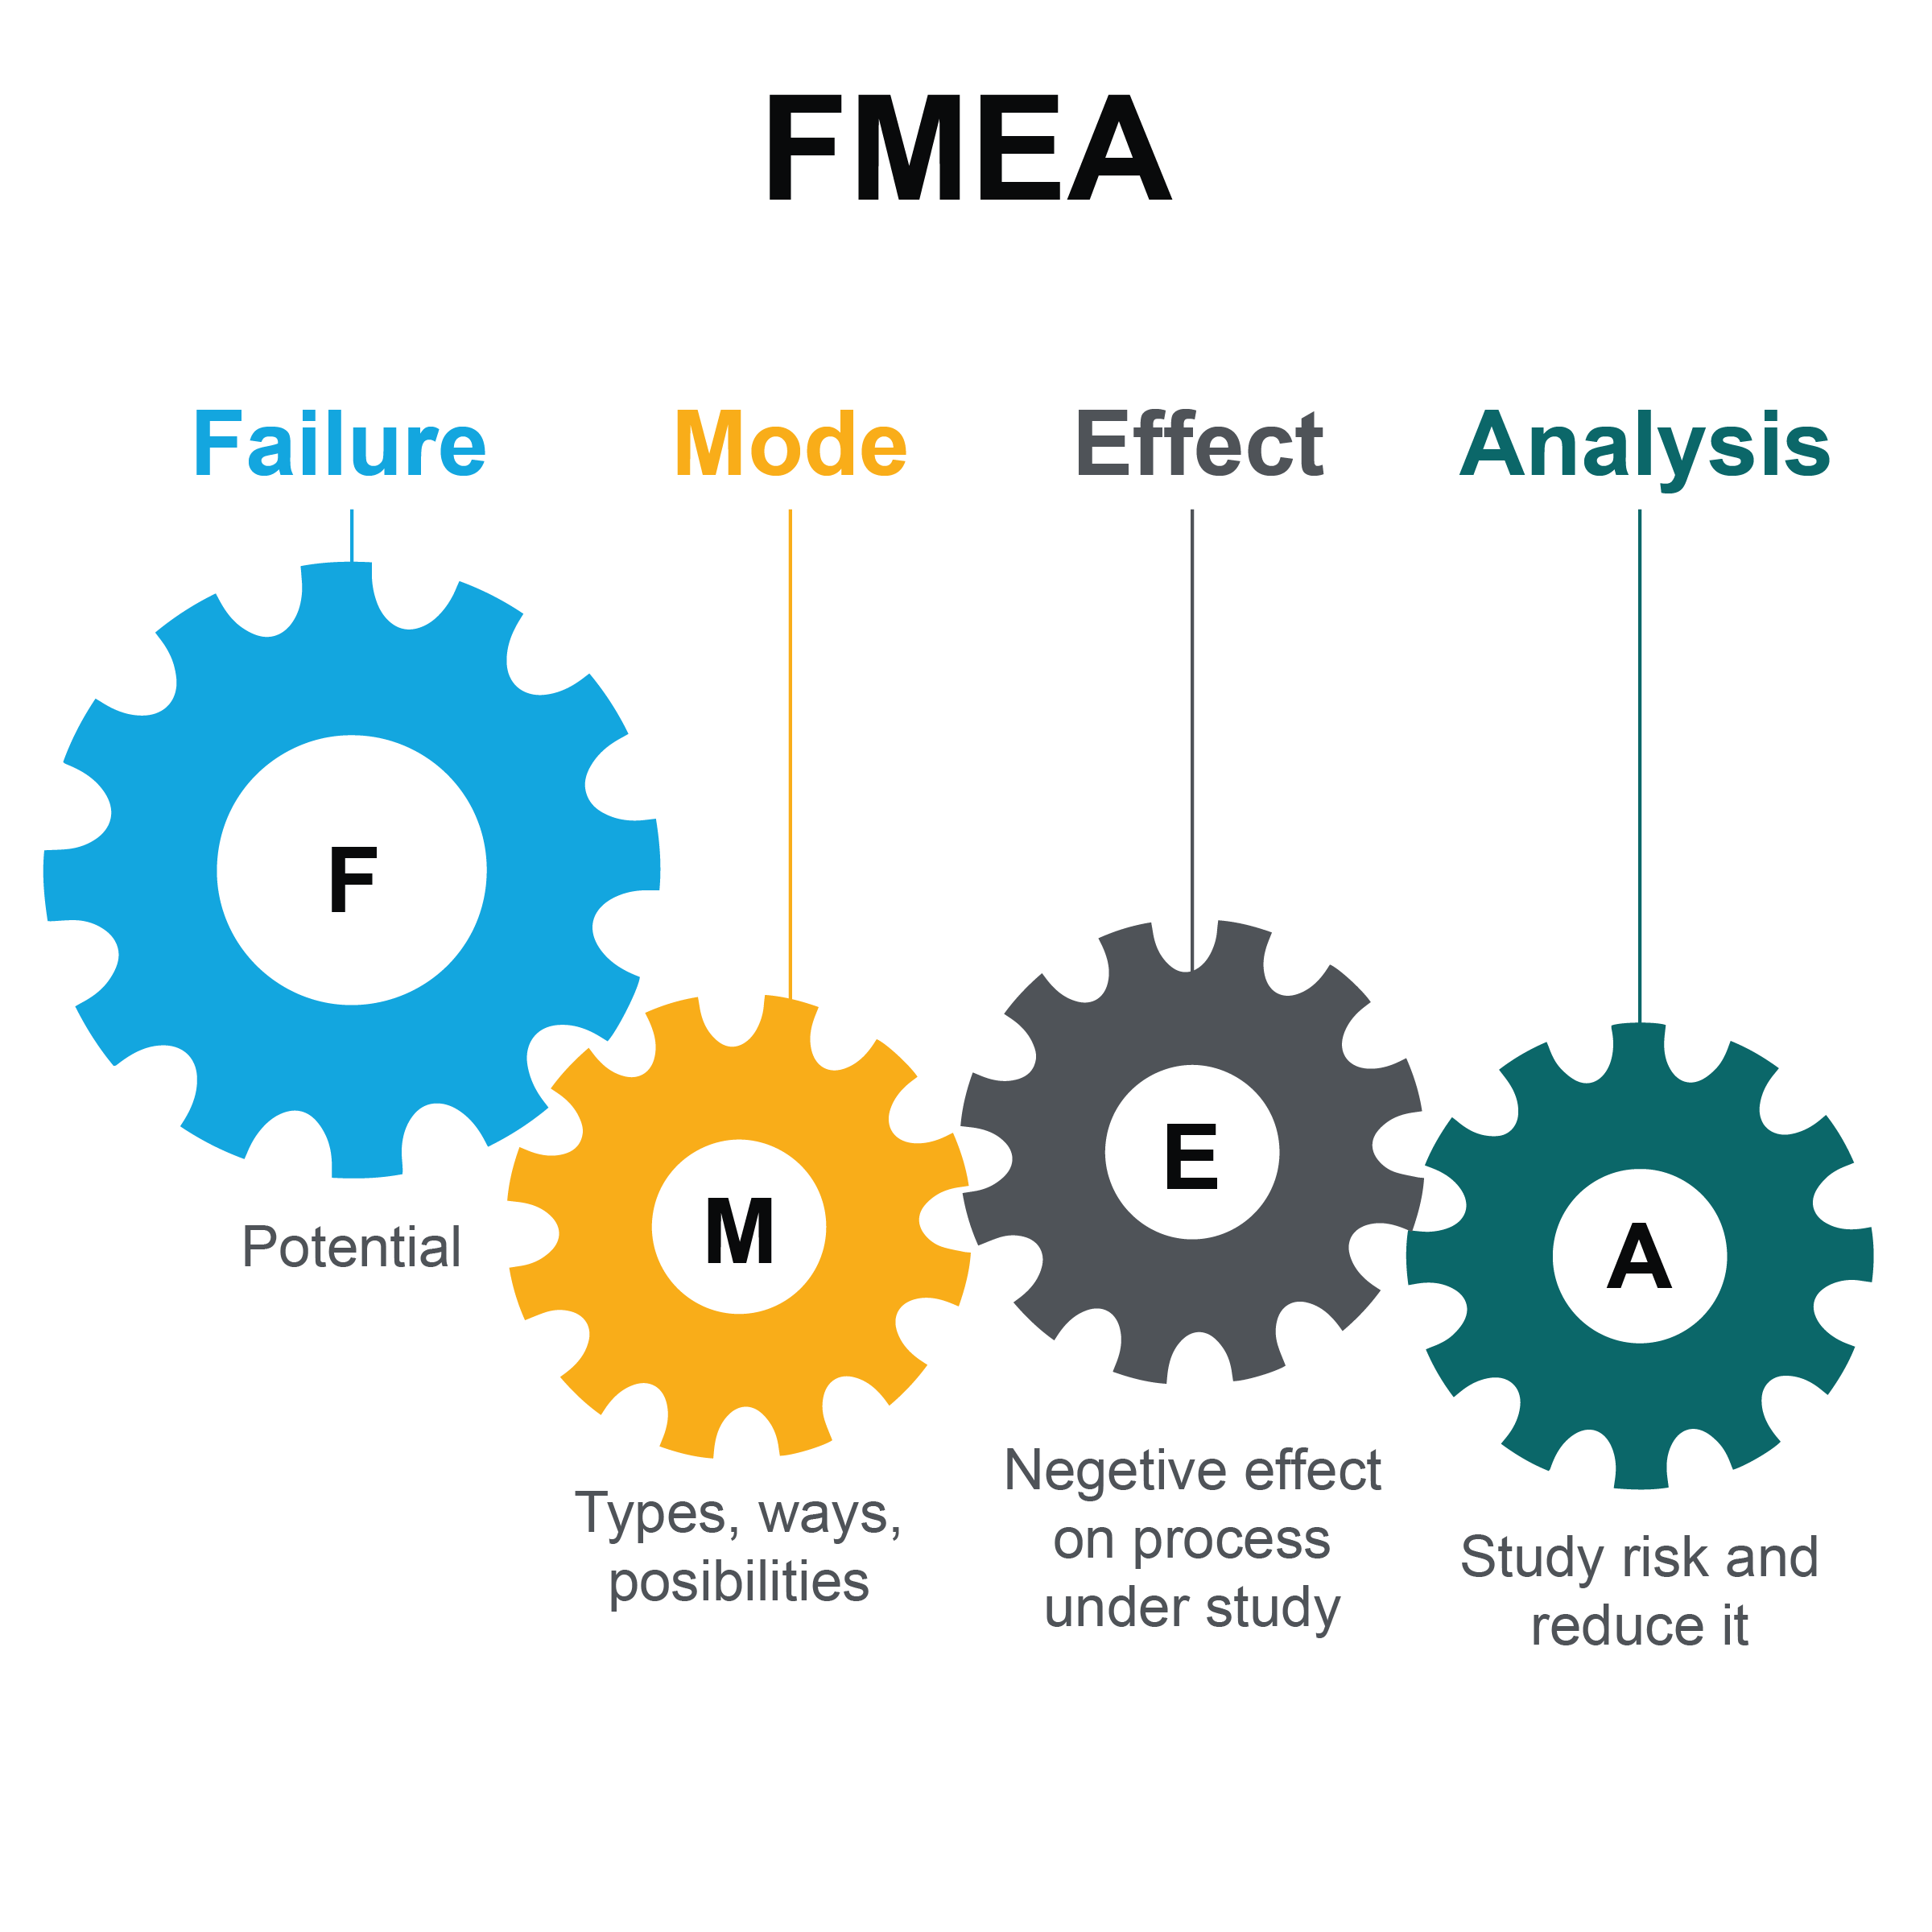 FMEA
Failure
Mode
Effect
Analysis
F
M
E
A
Potential
Types, ways,
posibilities
Negetive effect
on process
under study
Study risk and
reduce it